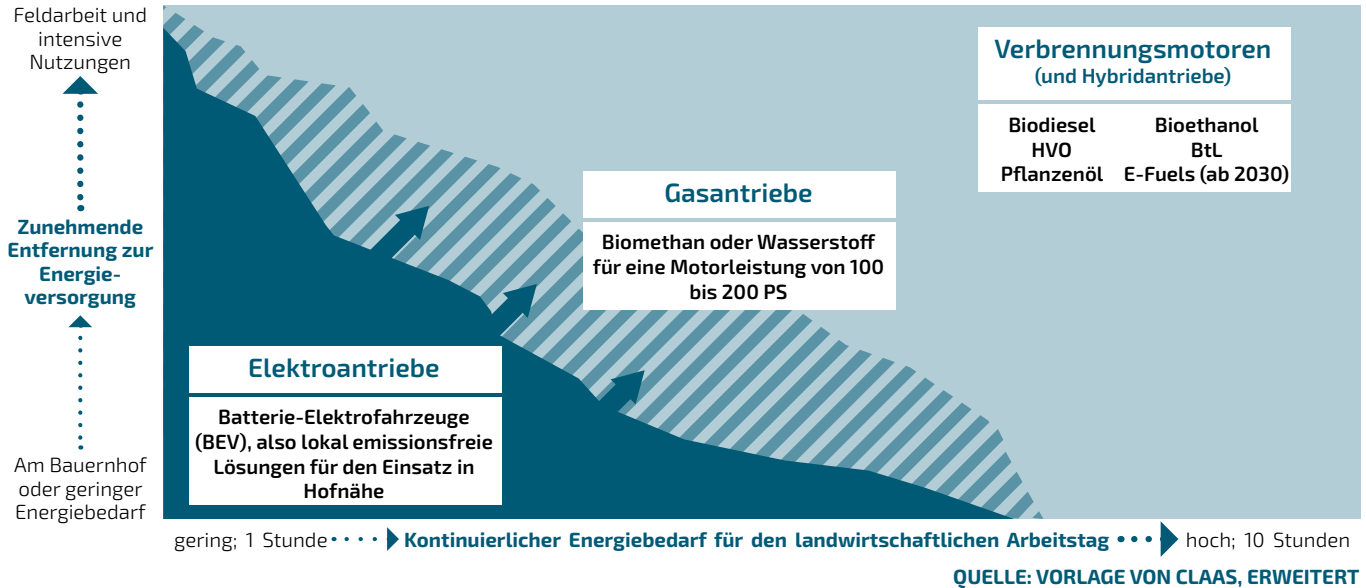 Feldarbeit und
intensive
Nutzungen
Zunehmende
Entfernung zur
Energie-
versorgung
Am Bauernhof
oder geringer
Energiebedarf
Verbrennungsmotoren
(und Hybridantriebe)
Biodiesel
HVO
Pflanzenöl
Bioethanol
BtL
E-Fuels (ab 2030)
Gasantriebe
Biomethan oder Wasserstoff
für eine Motorleistung von 100
bis 200 PS
Elektroantriebe
Batterie-Elektrofahrzeuge
(BEV), also lokal emissionsfreie
Lösungen für den Einsatz in
Hofnähe
gering; 1 Stunde Kontinuierlicher Energiebedarf für den landwirtschaftlichen Arbeitstag hoch; 10 Stunden
QUELLE: VORLAGE VON CLAAS, ERWEITERT